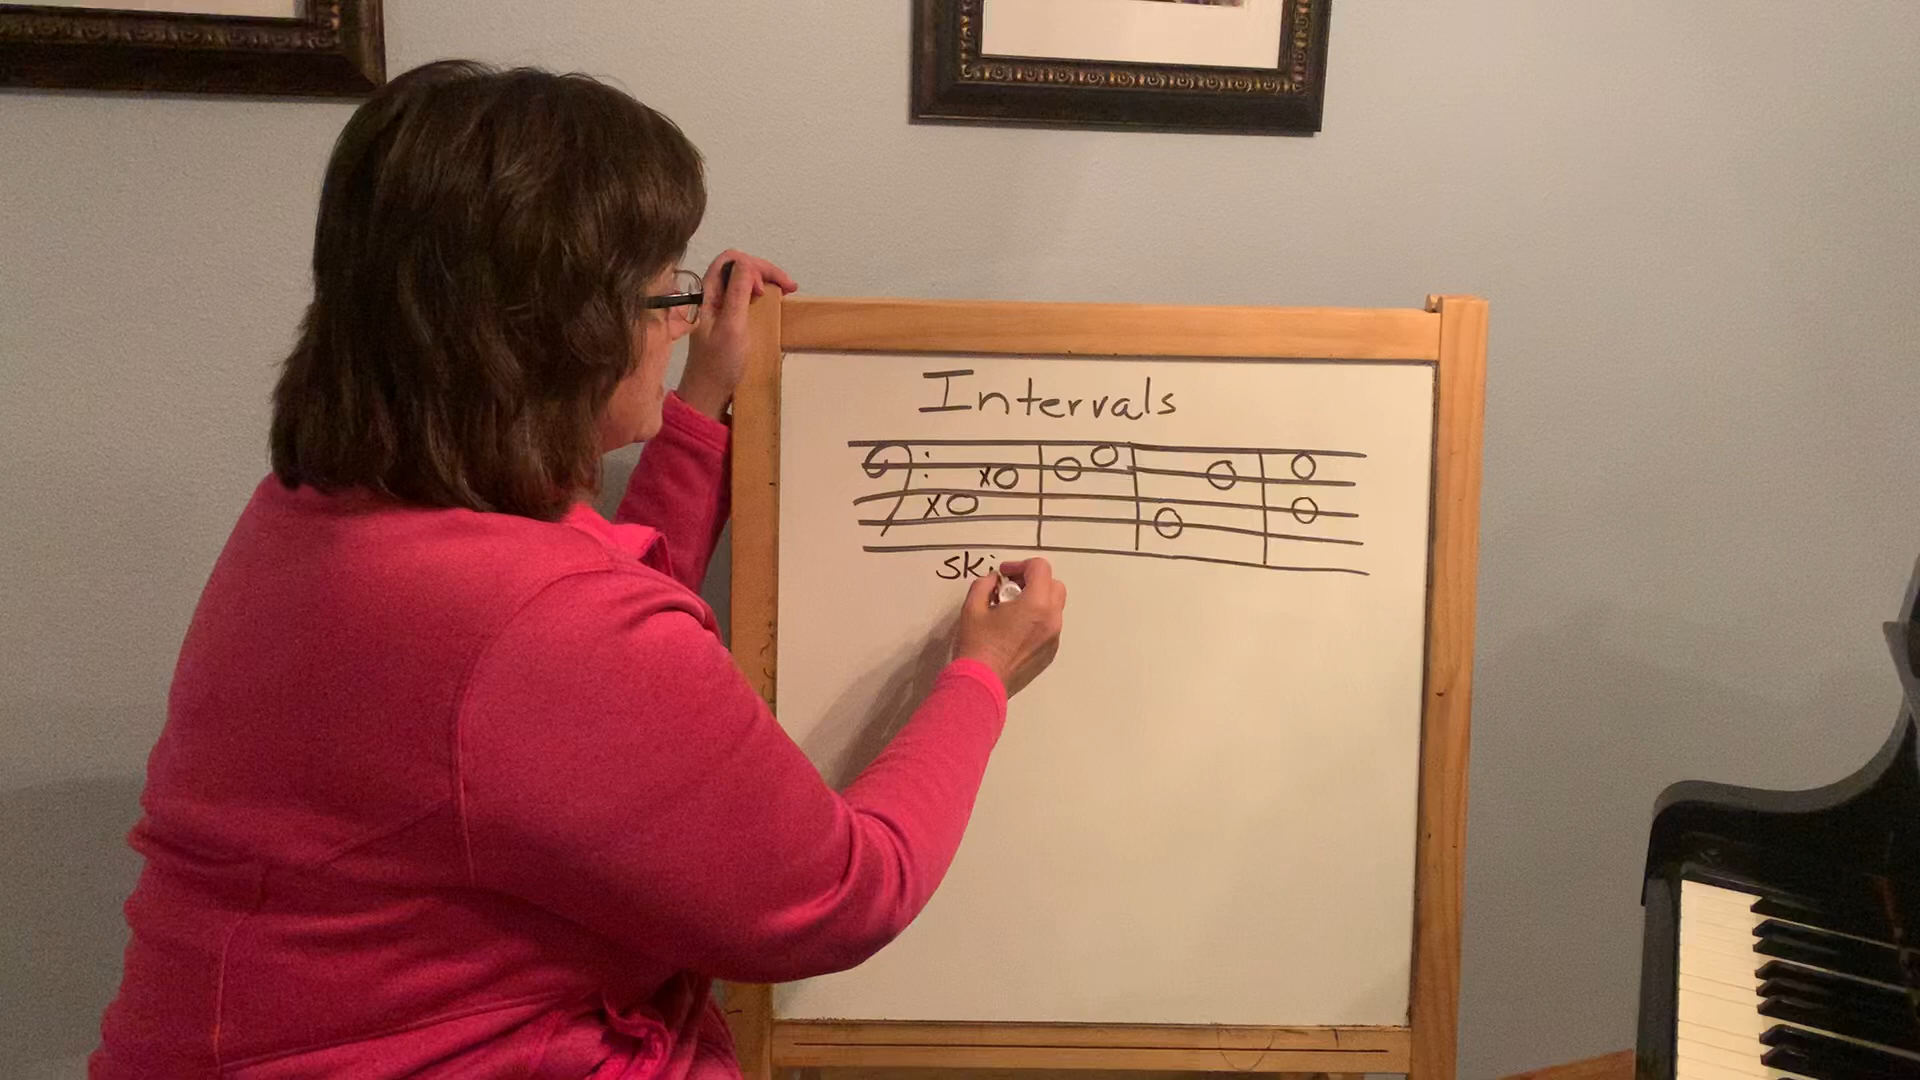 Intervals
x x
ski